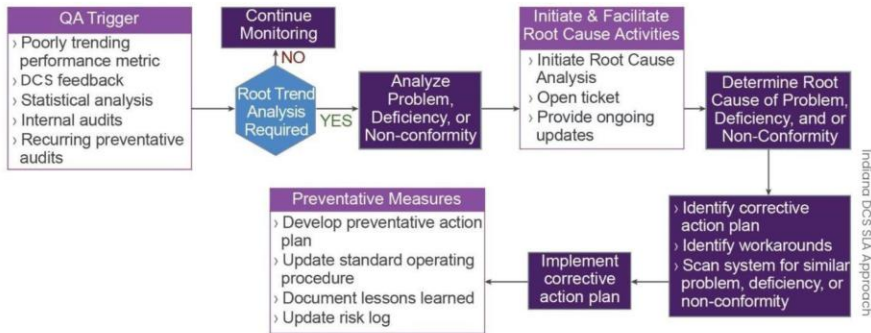 QA Trigger
› Poorly trending
performance metric
› DCS feedback
› Statistical analysis
› Internal audits
› Recurring preventative
audits
Continue
Monitoring
NO
Root Trend
Analysis
Required
YES
Analyze
Problem,
Deficiency, or
Non-conformity
Initiate & Facilitate
Root Cause Activities
› Initiate Root Cause
Analysis
› Open ticket
› Provide ongoing
updates
Determine Root
Cause of Problem,
Deficiency, and or
Non-Conformity
› Identify corrective
action plan
› Identify workarounds
› Scan system for similar
problem, deficiency, or
non-conformity
Implement
corrective
action plan
Preventative Measures
› Develop preventative action
plan
› Update standard operating
procedure
› Document lessons learned
› Update risk log
Indiana DCS SLA Approach